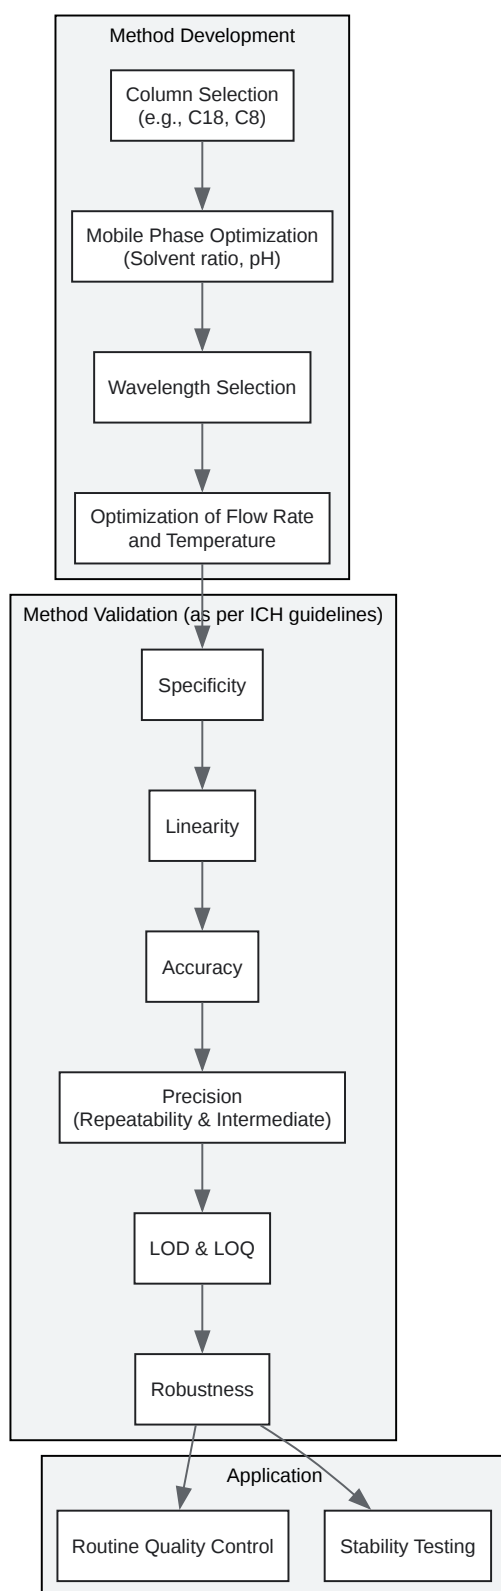 Method Development
Column Selection
(e.g., C18, C8)
Mobile Phase Optimization
(Solvent ratio, pH)
Wavelength Selection
Optimization of Flow Rate
and Temperature
Method Validation (as per ICH guidelines)
Specificity
Linearity
Accuracy
Precision
(Repeatability & Intermediate)
LOD & LOQ
Robustness
Application
Routine Quality Control
Stability Testing